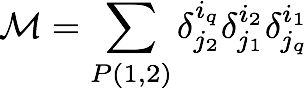 $\mathcal{M} = \sum_{P(1,2)} \delta^{i_q}_{j_2} \delta^{i_2}_{j_1} \delta^{i_1}_{j_q}$